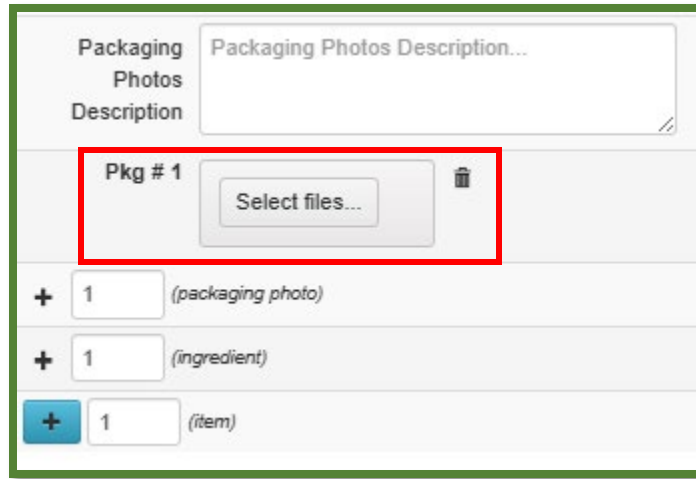 Packaging Photos Description...
Packaging
Photos
Description
Pkg # 1
Select files...
+ 1 (packaging photo)
+ 1 (ingredient)
+ 1 (item)